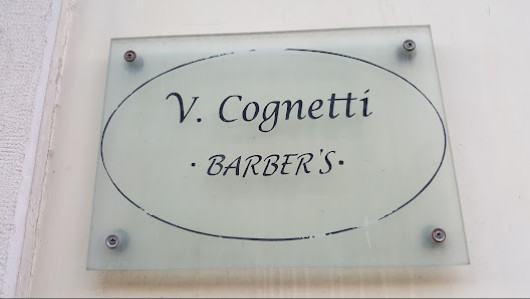 V. Cognetti
· BARBER'S ·